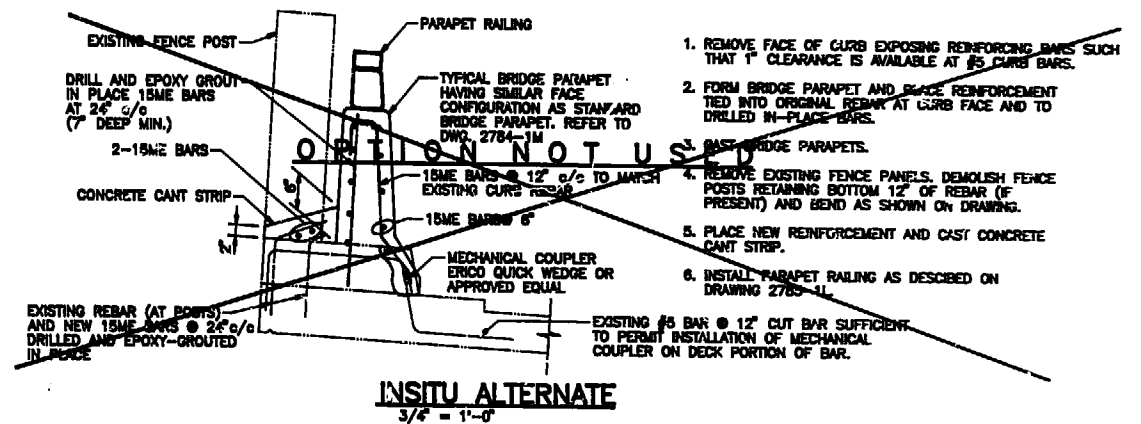 PARAPET RAILING
EXISTING FENCE POST
DRILL AND EPOXY GROUT
IN PLACE 15ME BARS
AT 24" o/c
(7" DEEP MIN.)
2-15ME BARS
CONCRETE CANT STRIP
6"
2"
EXISTING REBAR (AT POSTS)
AND NEW 15ME BARS @ 24"o/c
DRILLED AND EPOXY-GROUTED
IN PLACE
TYPICAL BRIDGE PARAPET
HAVING SIMILAR FACE
CONFIGURATION AS STANDARD
BRIDGE PARAPET. REFER TO
DWG. 2784-1M
OPTION NOT USED
15ME BARS @ 12" o/c TO MATCH
EXISTING CURB REBAR
15ME BARS@ 6"
MECHANICAL COUPLER
ERICO QUICK WEDGE OR
APPROVED EQUAL
EXISTING #5 BAR @ 12" CUT BAR SUFFICIENT
TO PERMIT INSTALLATION OF MECHANICAL
COUPLER ON DECK PORTION OF BAR.
1. REMOVE FACE OF CURB EXPOSING REINFORCING BARS SUCH
THAT 1" CLEARANCE IS AVAILABLE AT #5 CURB BARS.
2. FORM BRIDGE PARAPET AND PLACE REINFORCEMENT
TIED INTO ORIGINAL REBAR AT CURB FACE AND TO
DRILLED IN-PLACE BARS.
3. CAST BRIDGE PARAPETS.
4. REMOVE EXISTING FENCE PANELS. DEMOLISH FENCE
POSTS RETAINING BOTTOM 12" OF REBAR (IF
PRESENT) AND BEND AS SHOWN ON DRAWING.
5. PLACE NEW REINFORCEMENT AND CAST CONCRETE
CANT STRIP.
6. INSTALL PARAPET RAILING AS DESCIBED ON
DRAWING 2785-1L.
INSITU ALTERNATE
3/4" = 1'-0"